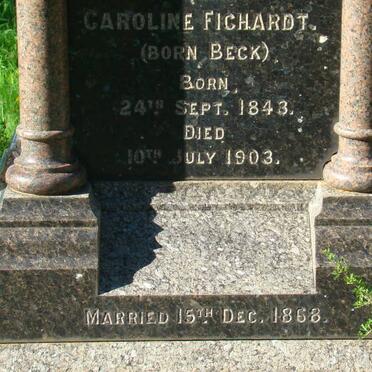 CAROLINE FICHARDT.
(BORN BECK)
BORN
24TH SEPT. 1843.
DIED
10TH JULY 1903.
MARRIED 15TH DEC. 1868.